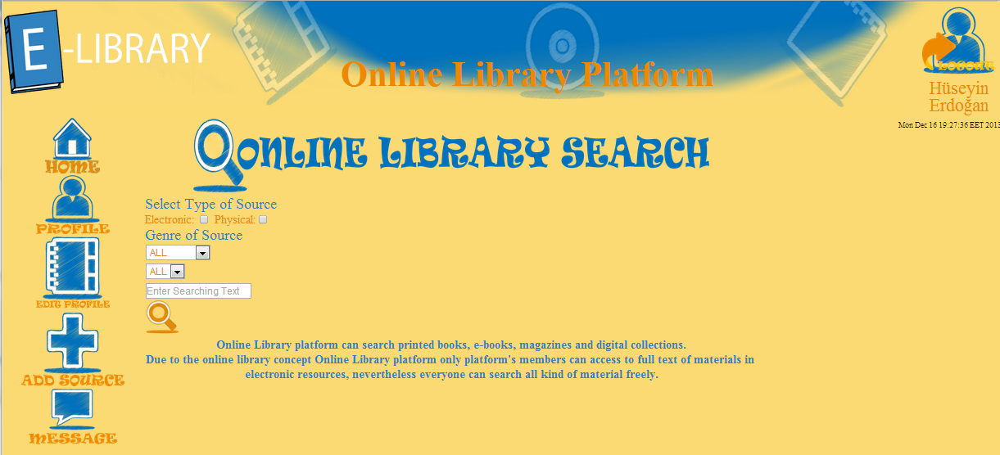 E-LIBRARY
Online Library Platform
LOGOUT
Hüseyin
Erdoğan
Mon Dec 16 19:27:36 EET 2013
HOME
PROFILE
EDIT PROFILE
ADD SOURCE
MESSAGE
ONLINE LIBRARY SEARCH
Select Type of Source
Electronic: Physical:
Genre of Source
ALL
ALL
Enter Searching Text
Online Library platform can search printed books, e-books, magazines and digital collections.
Due to the online library concept Online Library platform only platform's members can access to full text of materials in
electronic resources, nevertheless everyone can search all kind of material freely.